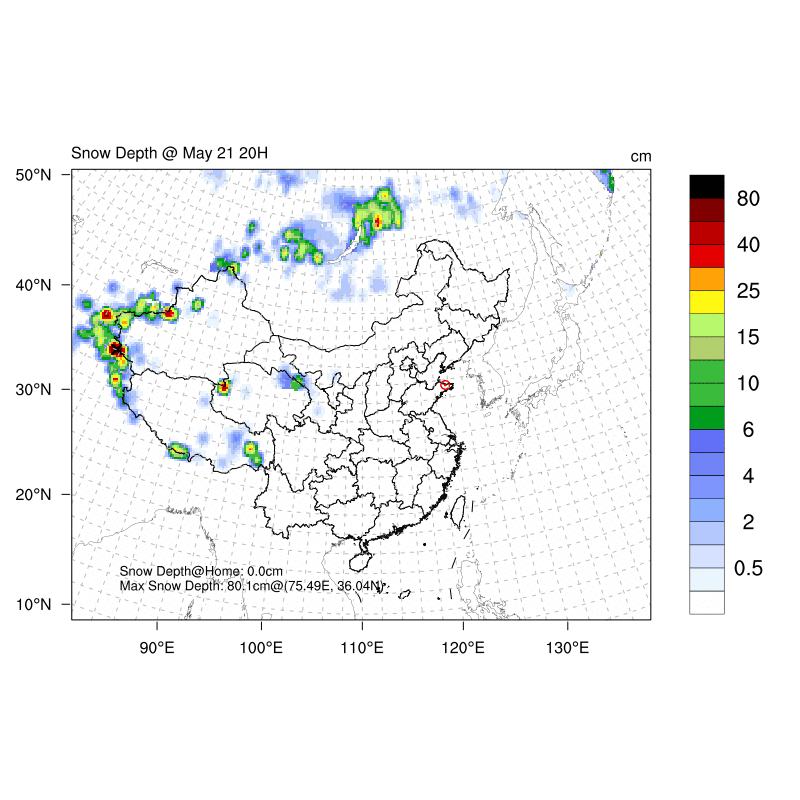 Snow Depth @ May 21 20H
cm
50°N
40°N
30°N
20°N
10°N
90°E
100°E
110°E
120°E
130°E
80
40
25
15
10
6
4
2
0.5
Snow Depth@Home: 0.0cm
Max Snow Depth: 80.1cm@(75.49E, 36.04N)